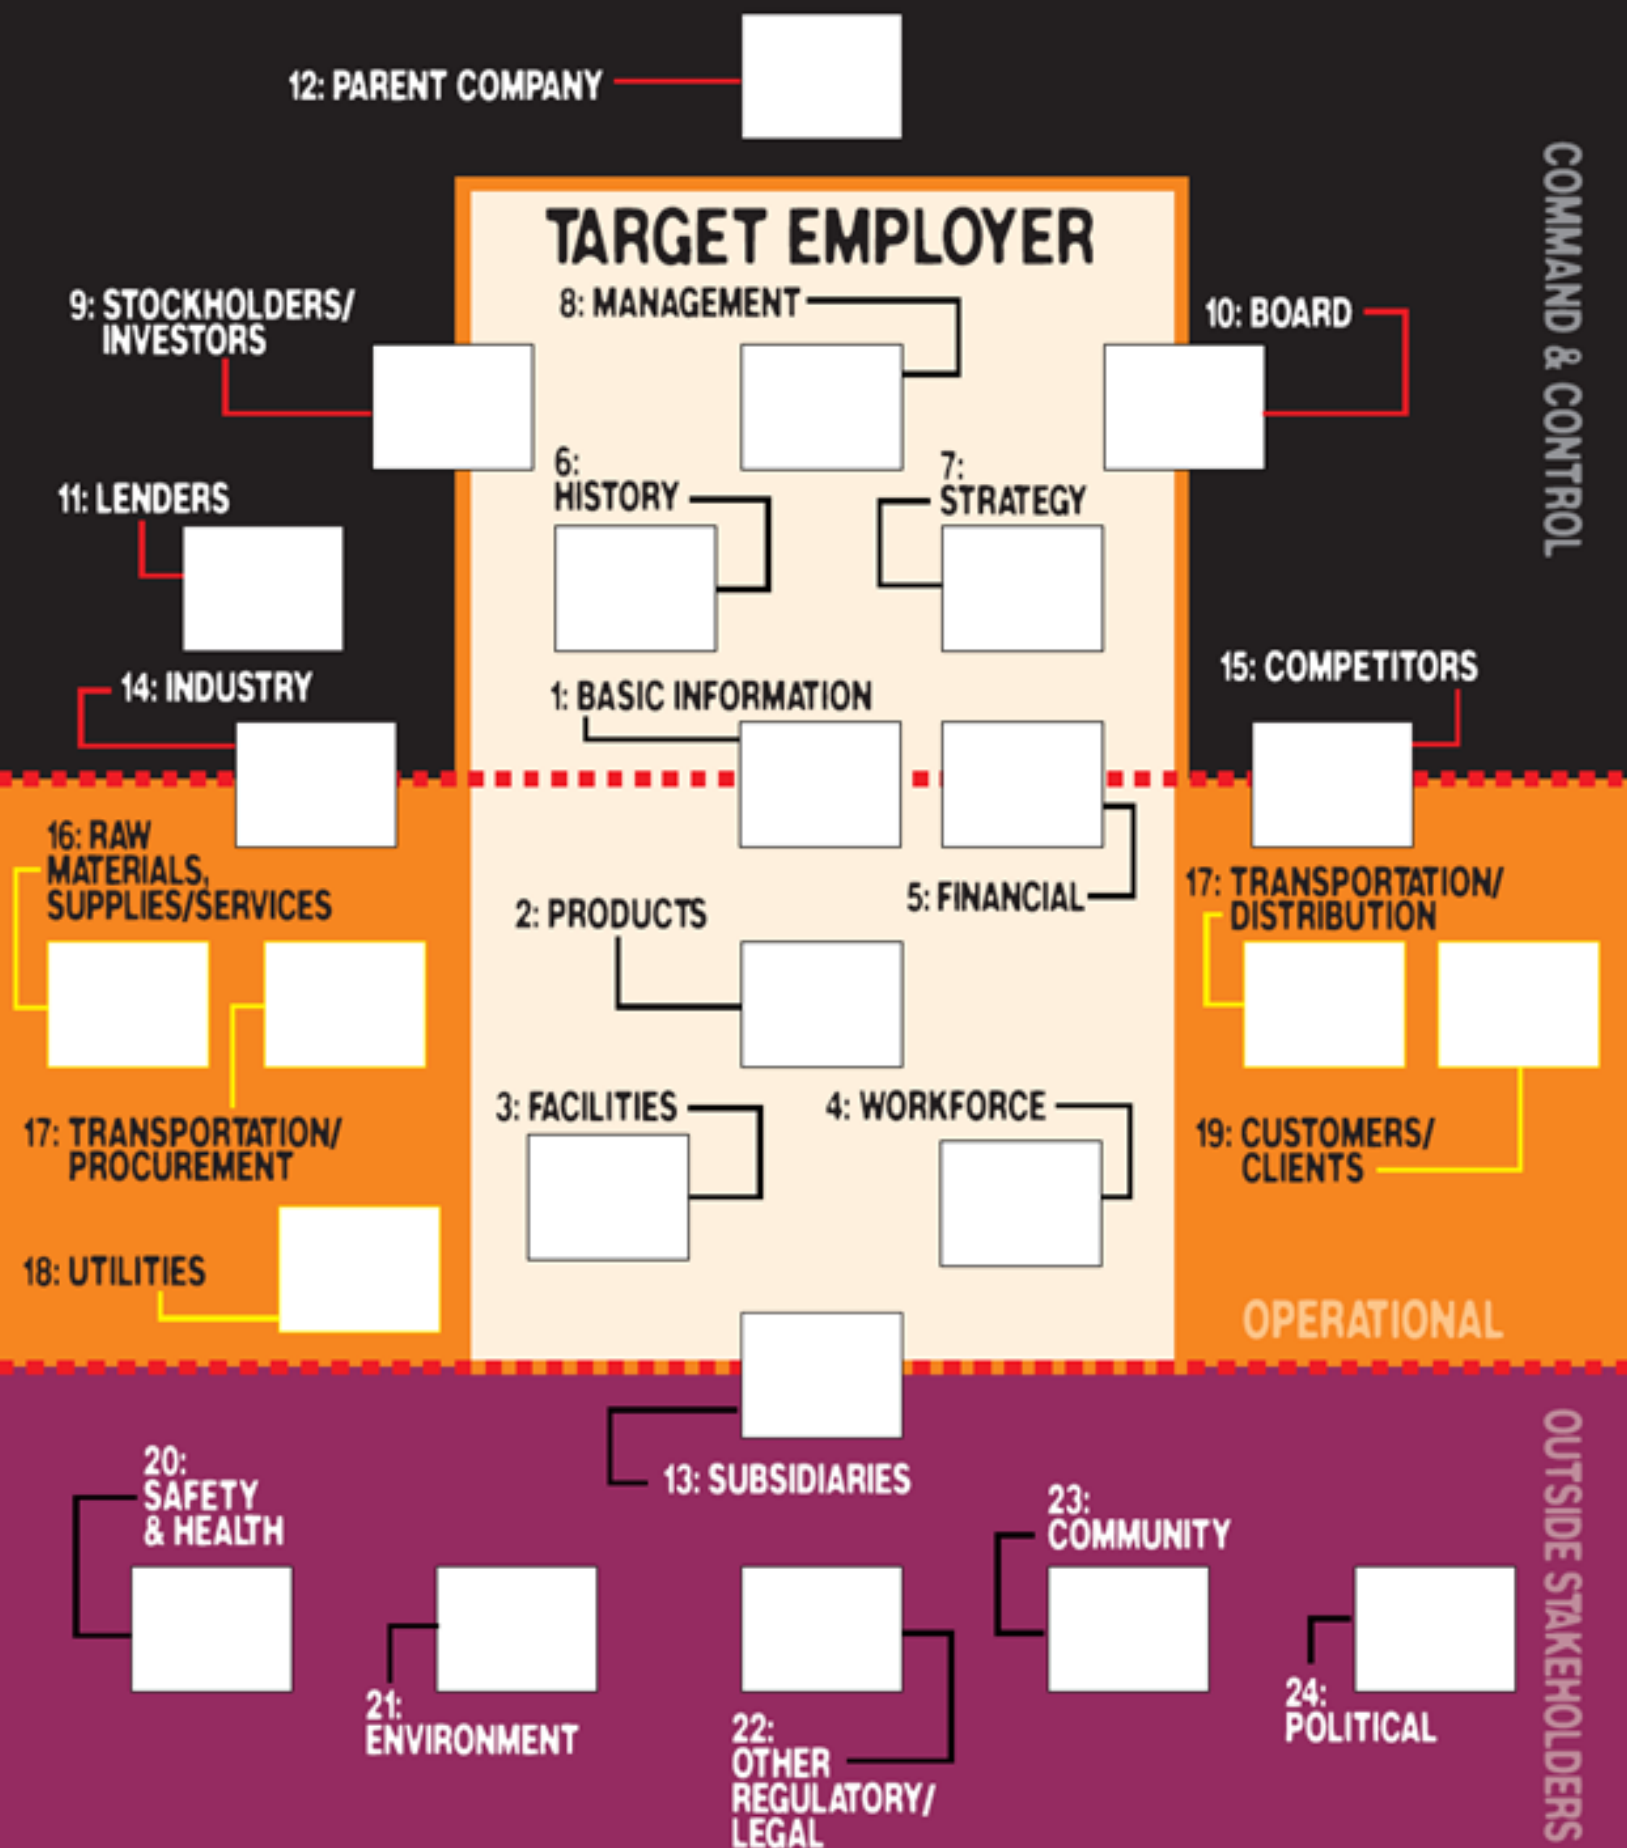 12: PARENT COMPANY
COMMAND & CONTROL
TARGET EMPLOYER
8: MANAGEMENT
9: STOCKHOLDERS/
INVESTORS
10: BOARD
6:
HISTORY
7:
STRATEGY
11: LENDERS
14: INDUSTRY
1: BASIC INFORMATION
15: COMPETITORS
16: RAW
MATERIALS,
SUPPLIES/SERVICES
5: FINANCIAL
17: TRANSPORTATION/
DISTRIBUTION
2: PRODUCTS
3: FACILITIES
4: WORKFORCE
17: TRANSPORTATION/
PROCUREMENT
19: CUSTOMERS/
CLIENTS
18: UTILITIES
OPERATIONAL
13: SUBSIDIARIES
OUTSIDE STAKEHOLDERS
20:
SAFETY
& HEALTH
23:
COMMUNITY
21:
ENVIRONMENT
22:
OTHER
REGULATORY/
LEGAL
24:
POLITICAL